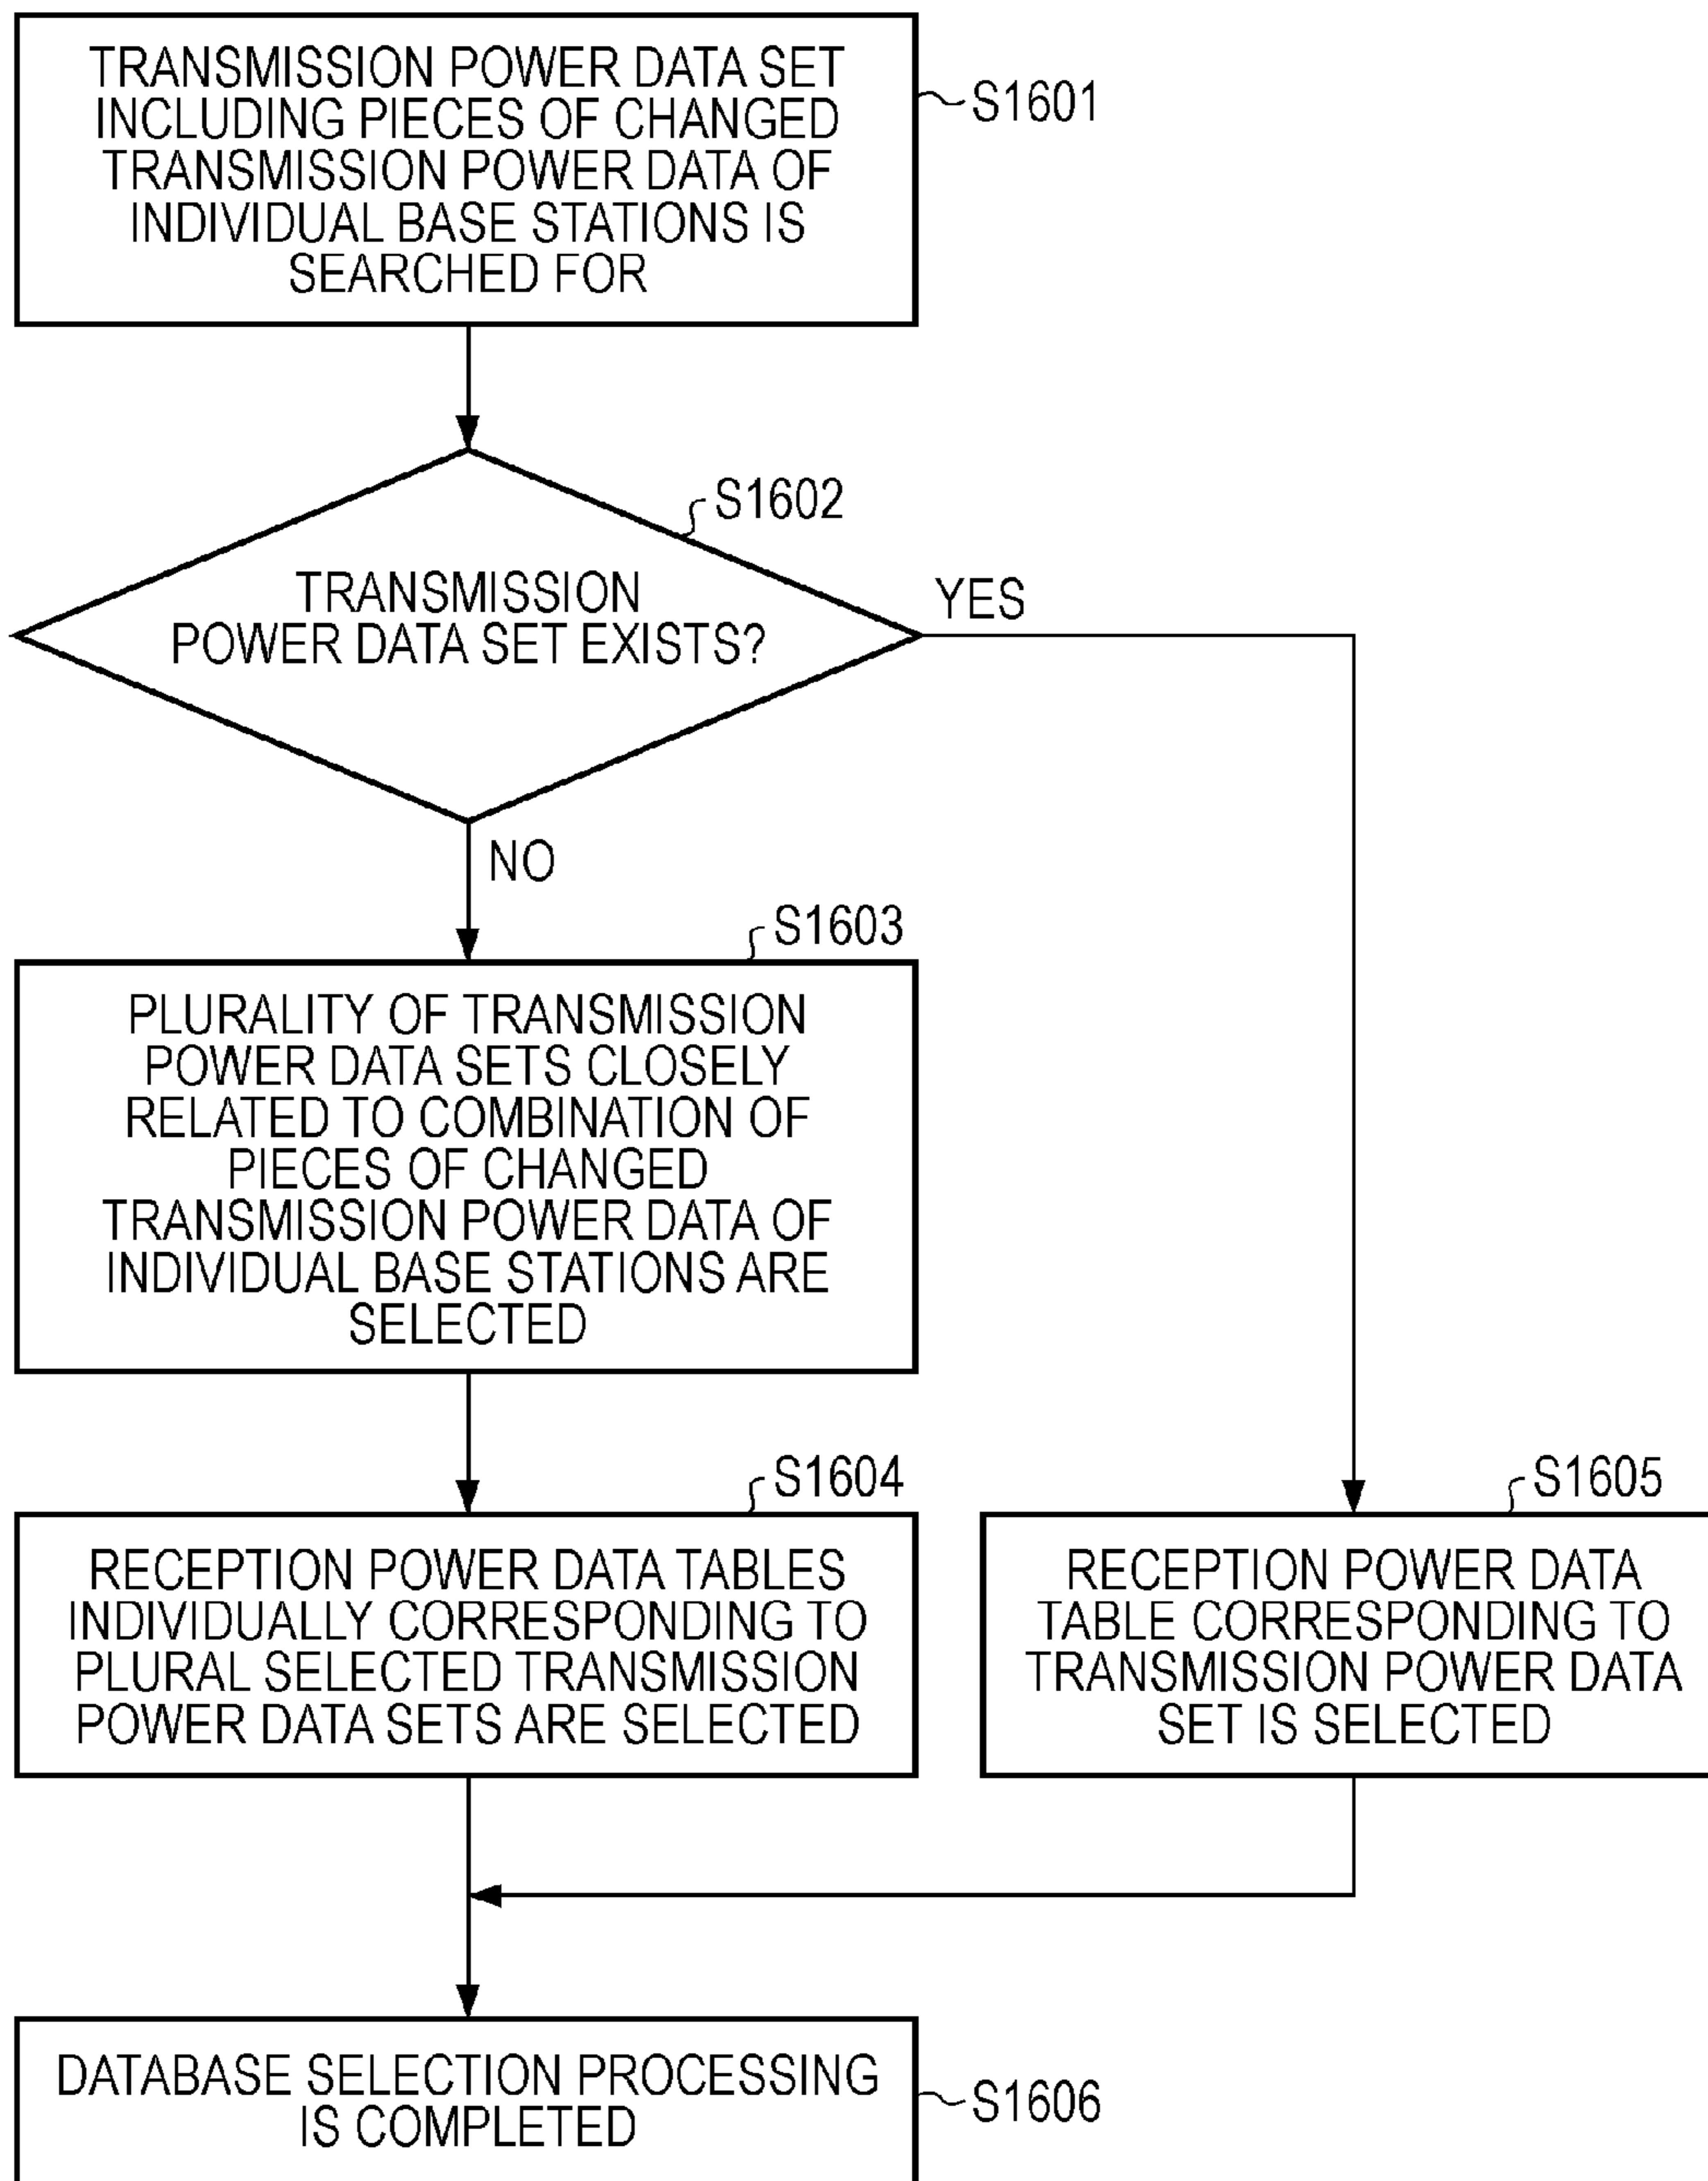 TRANSMISSION POWER DATA SET
INCLUDING PIECES OF CHANGED
TRANSMISSION POWER DATA OF
INDIVIDUAL BASE STATIONS IS
SEARCHED FOR
S1601
S1602
TRANSMISSION
POWER DATA SET EXISTS?
YES
NO
S1603
PLURALITY OF TRANSMISSION
POWER DATA SETS CLOSELY
RELATED TO COMBINATION OF
PIECES OF CHANGED
TRANSMISSION POWER DATA OF
INDIVIDUAL BASE STATIONS ARE
SELECTED
S1604
RECEPTION POWER DATA TABLES
INDIVIDUALLY CORRESPONDING TO
PLURAL SELECTED TRANSMISSION
POWER DATA SETS ARE SELECTED
S1605
RECEPTION POWER DATA
TABLE CORRESPONDING TO
TRANSMISSION POWER DATA
SET IS SELECTED
DATABASE SELECTION PROCESSING
IS COMPLETED
S1606